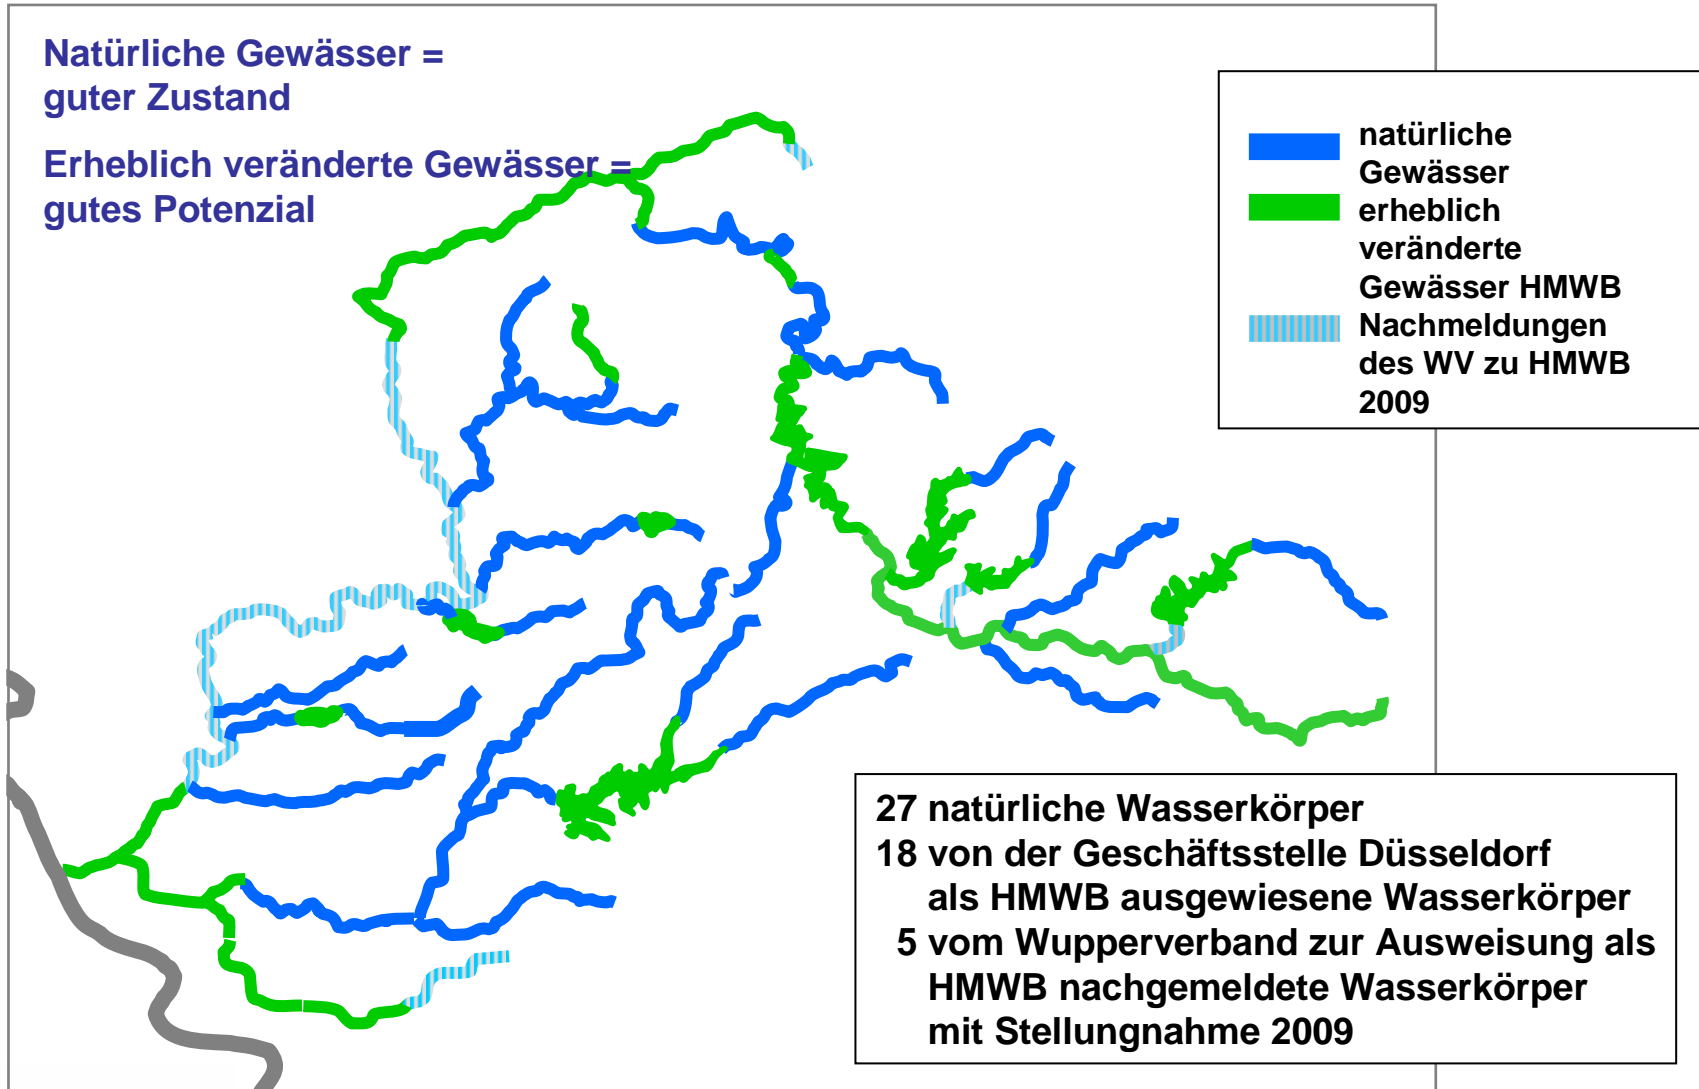 Natürliche Gewässer =
guter Zustand
Erheblich veränderte Gewässer =
gutes Potenzial
natürliche
Gewässer
erheblich
veränderte
Gewässer HMWB
Nachmeldungen
des WV zu HMWB
2009
27 natürliche Wasserkörper
18 von der Geschäftsstelle Düsseldorf
als HMWB ausgewiesene Wasserkörper
5 vom Wupperverband zur Ausweisung als
HMWB nachgemeldete Wasserkörper
mit Stellungnahme 2009